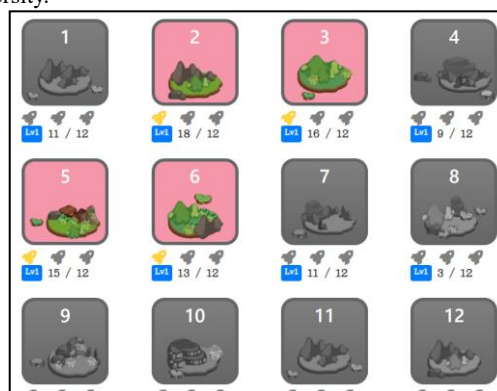 ersity.
1 2 3 4
Lv1 11 / 12 Lv1 18 / 12 Lv1 16 / 12 Lv1 9 / 12
5 6 7 8
Lv1 15 / 12 Lv1 13 / 12 Lv1 11 / 12 Lv1 3 / 12
9 10 11 12